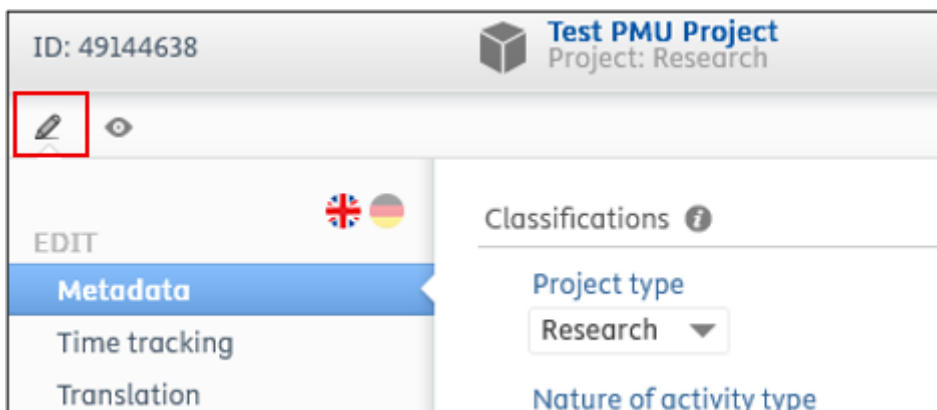 ID: 49144638
Test PMU Project
Project: Research
EDIT
Metadata
Time tracking
Translation
Classifications
Project type
Research
Nature of activity type